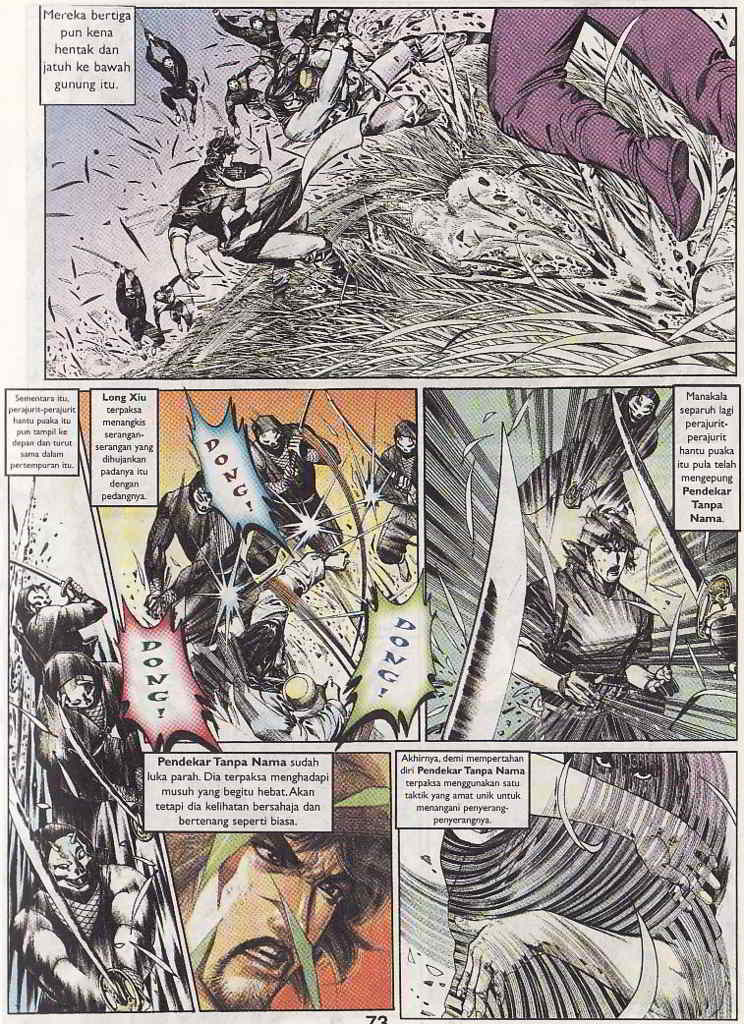 Mereka bertiga
pun kena
hentak dan
jatuh ke bawah
gunung itu.
Sementara itu,
perajurit-perajurit
hantu puaka itu
pun tampil ke
depan dan turut
sama dalam
pertempuran itu.
Long Xiu
terpaksa
menangkis
serangan-
serangan yang
dihujankan
padanya itu
dengan
pedangnya.
DONG!
DONG!
DONG!
Manakala
separuh lagi
perajurit-
perajurit
hantu puaka
itu pula telah
mengepung
Pendekar
Tanpa
Nama.
Pendekar Tanpa Nama sudah
luka parah. Dia terpaksa menghadapi
musuh yang begitu hebat. Akan
tetapi dia kelihatan bersahaja dan
bertenang seperti biasa.
Akhirnya, demi mempertahan
diri Pendekar Tanpa Nama
terpaksa menggunakan satu
taktik yang amat unik untuk
menangani penyerang-
penyerangnya.
73